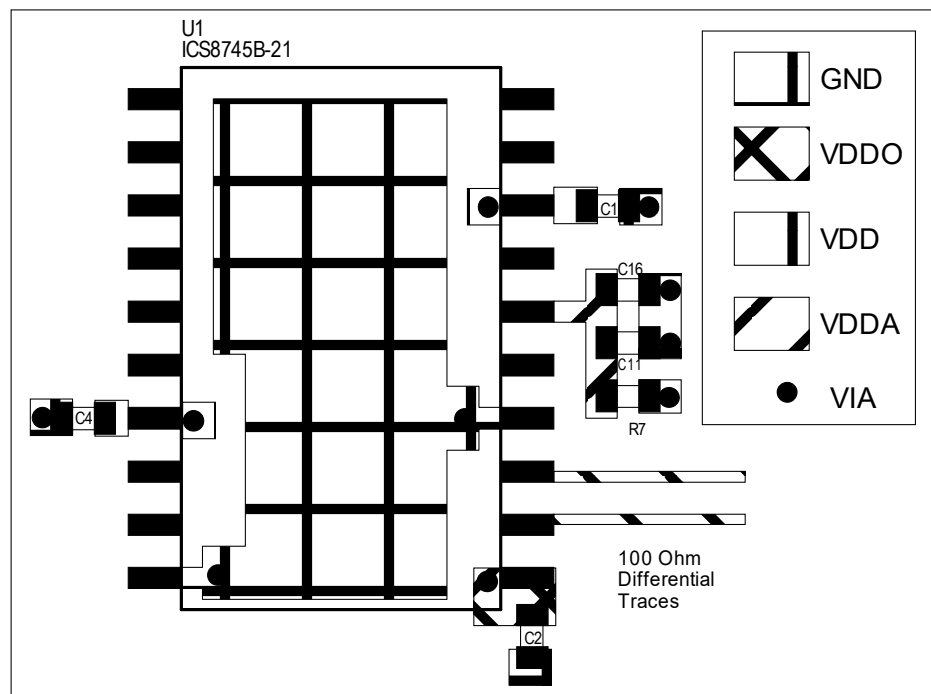 U1
ICS8745B-21
GND
VDDO
C1
VDD
C16
VDDA
C11
VIA
C4
R7
100 Ohm
Differential
Traces
C2